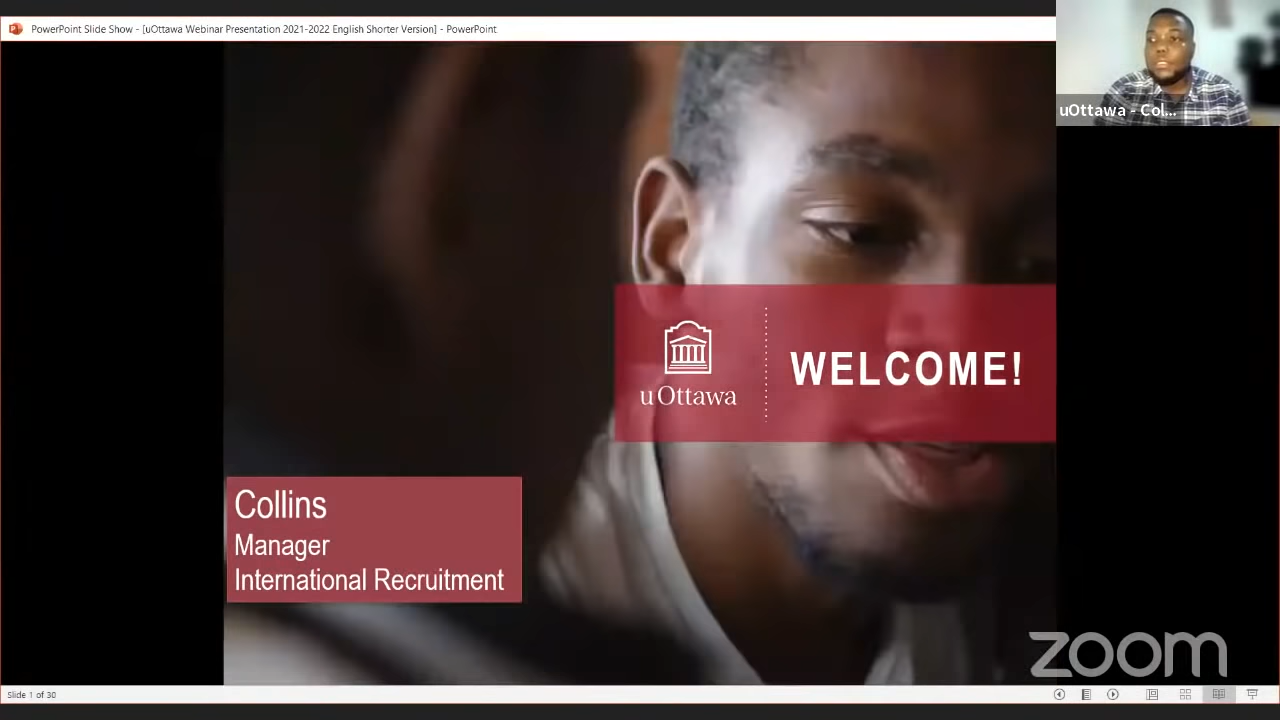 PowerPoint Slide Show - [uOttawa Webinar Presentation 2021-2022 English Shorter Version] - PowerPoint
uOttawa - Col...
uOttawa
WELCOME!
Collins
Manager
International Recruitment
zoom
Slide 1 of 30